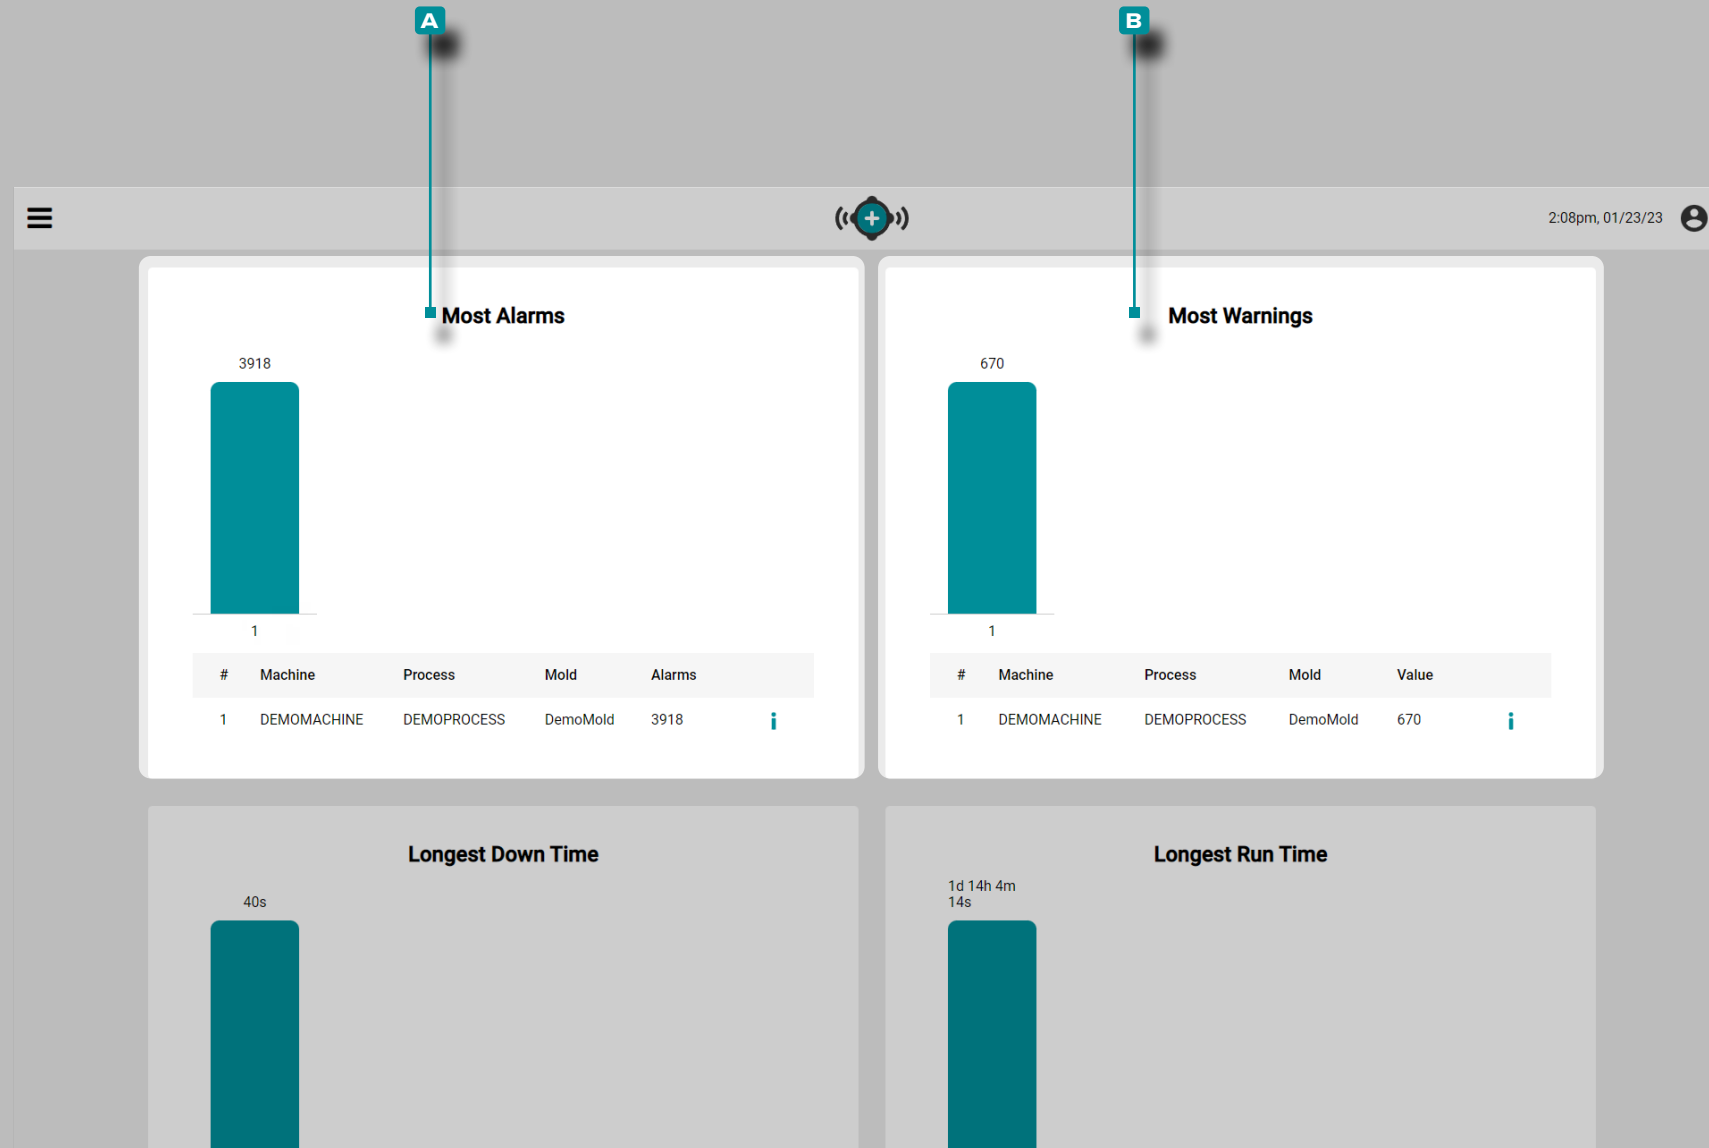 A
B
2:08pm, 01/23/23
Most Alarms
3918
1
# Machine Process Mold Alarms
1 DEMOMACHINE DEMOPROCESS DemoMold 3918
Most Warnings
670
1
# Machine Process Mold Value
1 DEMOMACHINE DEMOPROCESS DemoMold 670
Longest Down Time
40s
Longest Run Time
1d 14h 4m
14s